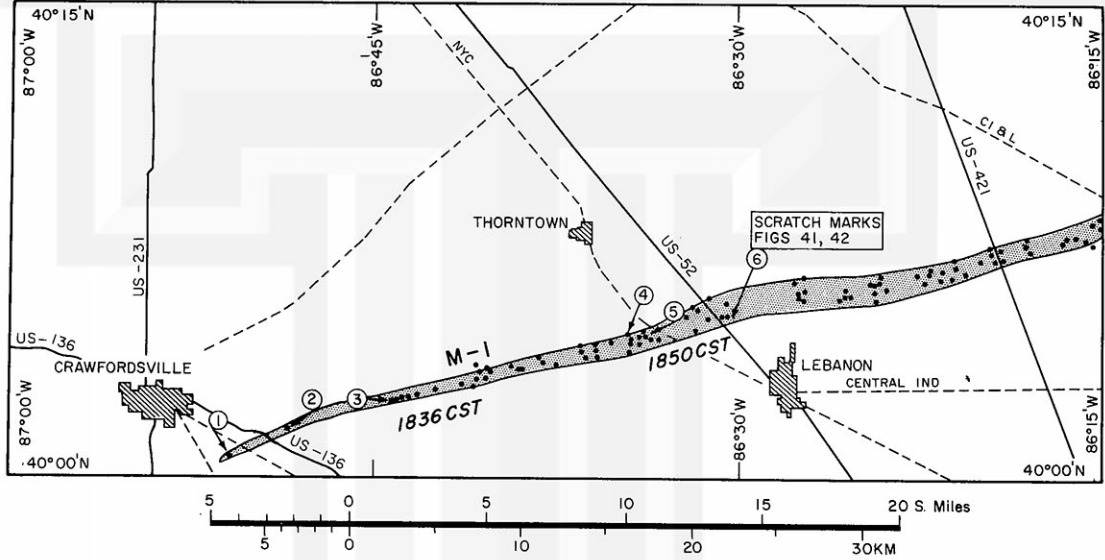 40°15'N
87°00'W
86°45'W
NYC
86°30'W
40°15'N
86°15'W
CI & L
US-421
THORNTOWN
US-52
SCRATCH MARKS
FIGS 41, 42
6
US-231
4
5
US-136
CRAWFORDSVILLE
M-1
1850 CST
LEBANON
CENTRAL IND
2
3
1836 CST
87°00'W
1
US-136
86°30'W
86°15'W
40°00'N
40°00'N
5 0 5 10 15 20 S. Miles
5 0 10 20 30KM